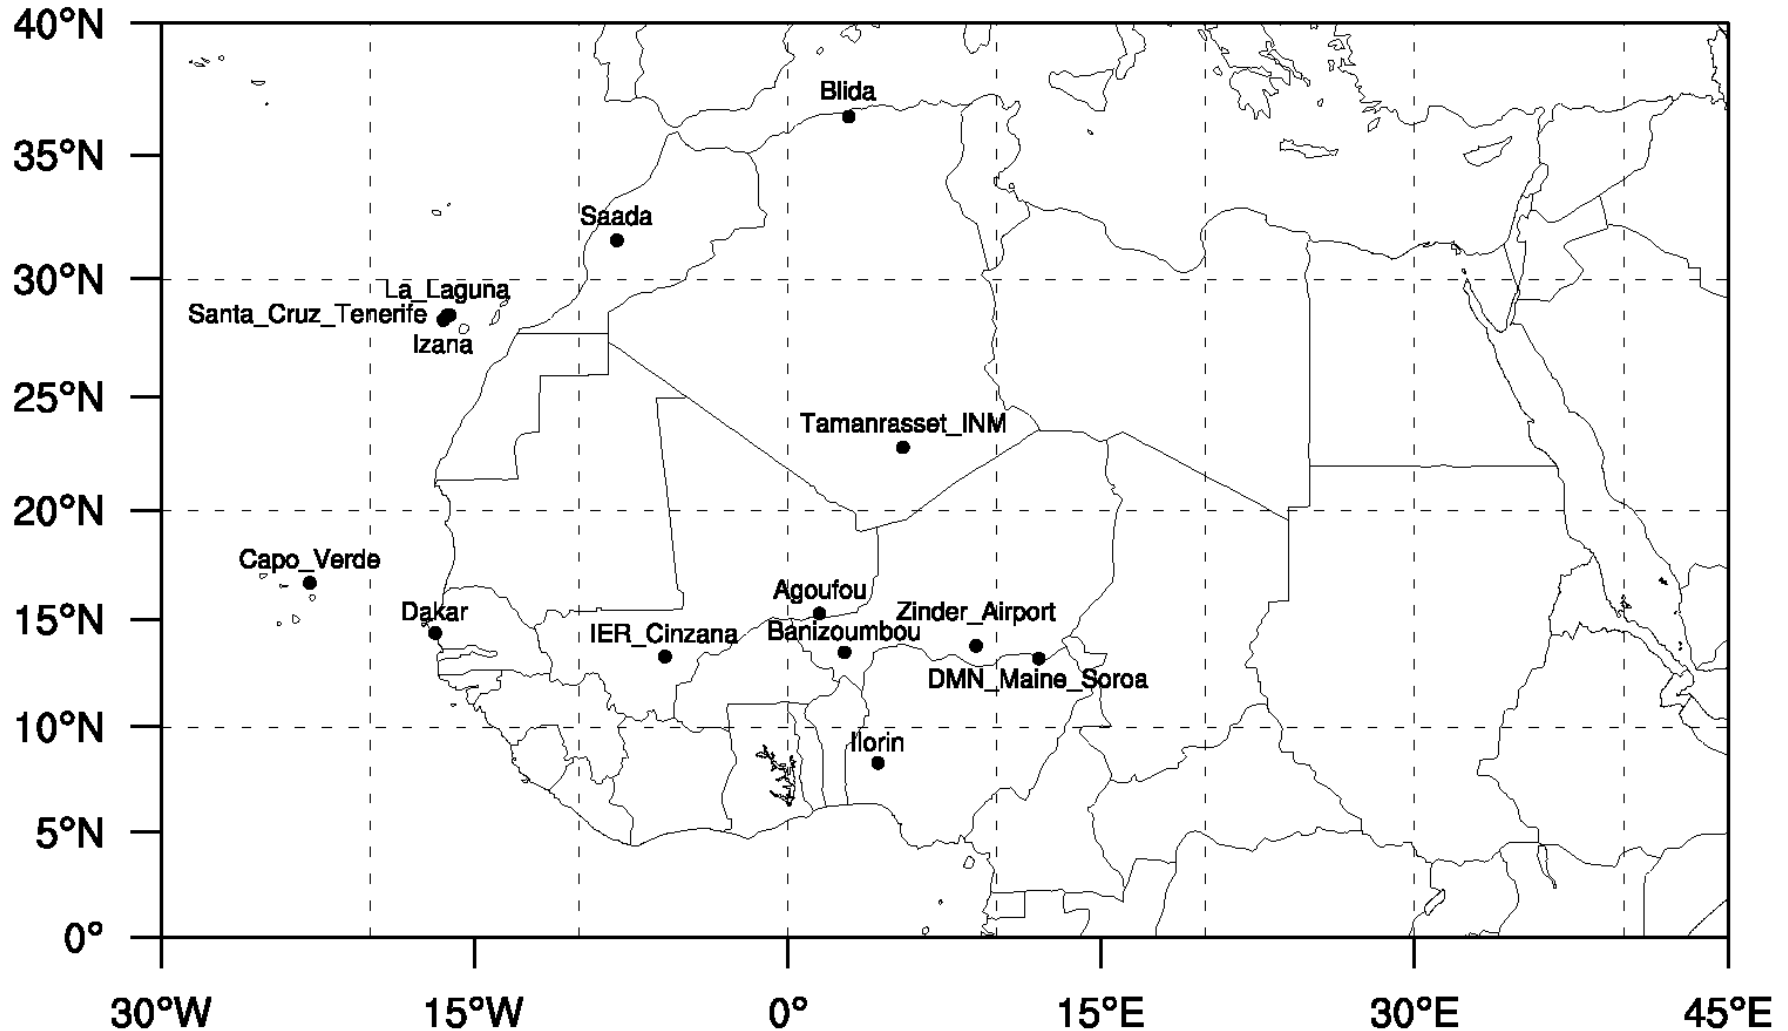 40°N
Blida
35°N
Saada
30°N
La_Laguna
Santa_Cruz_Tenerife
Izana
25°N
Tamanrasset_INM
20°N
Capo_Verde
Agoufou
15°N
Dakar
Zinder_Airport
IER_Cinzana
Banizoumbou
DMN_Maine_Soroa
10°N
Ilorin
5°N
0°
30°W 15°W 0° 15°E 30°E 45°E